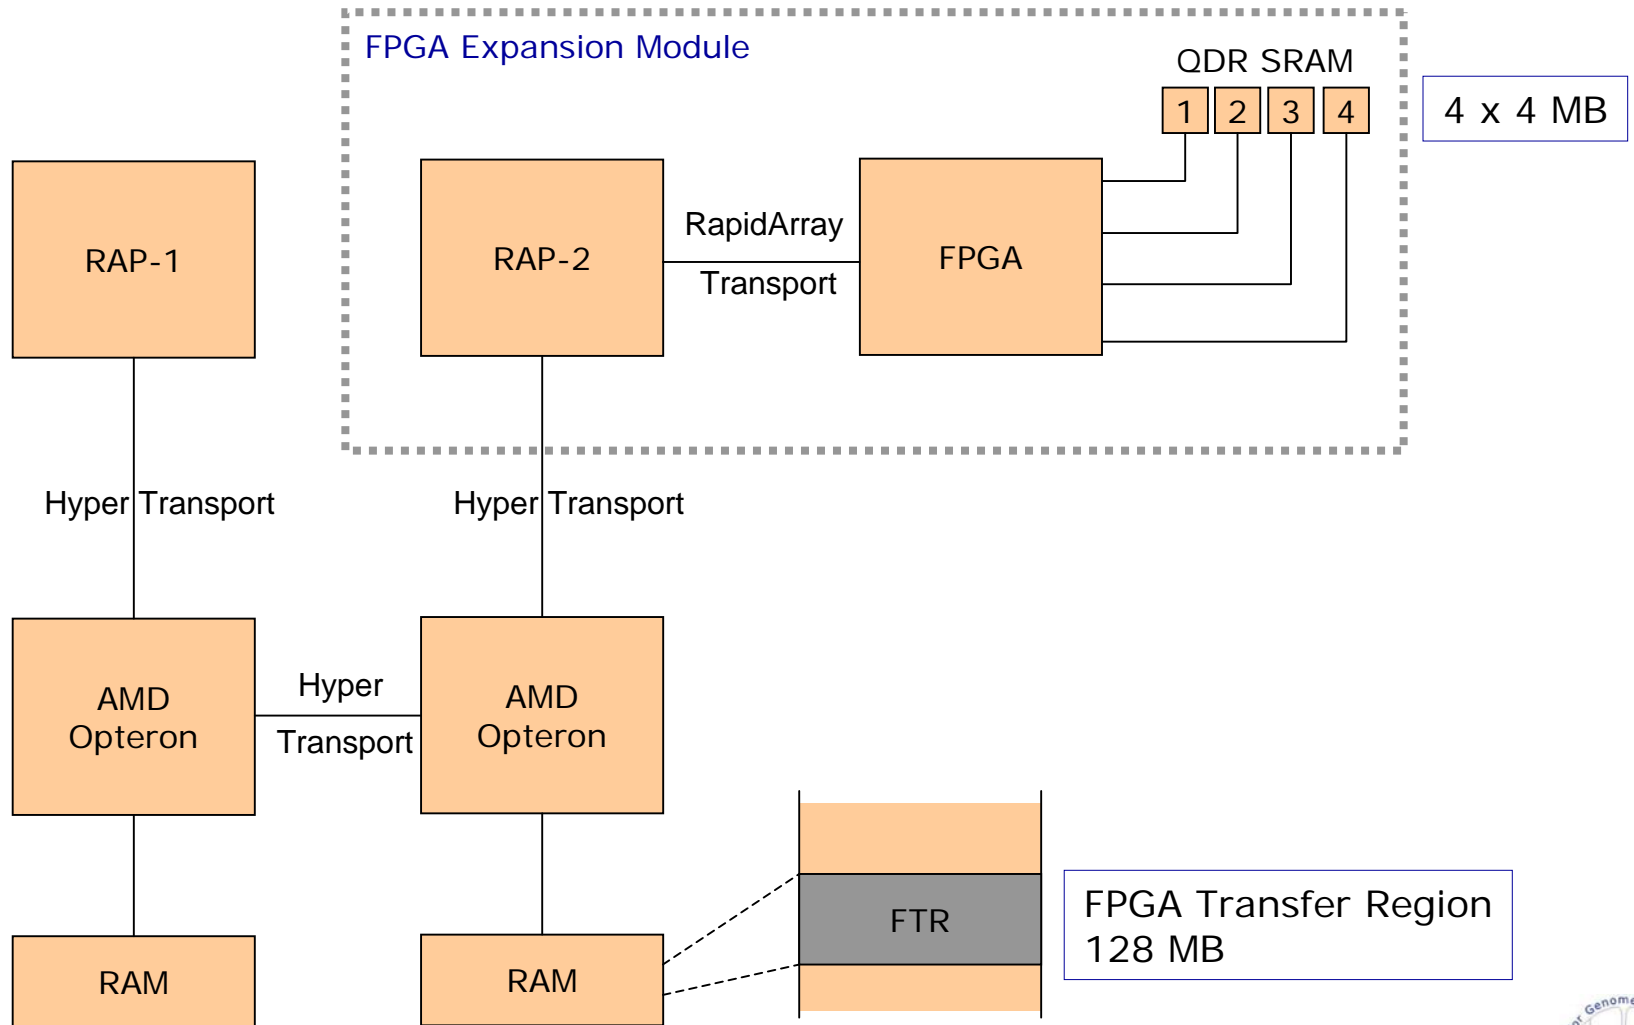 FPGA Expansion Module
QDR SRAM
1 2 3 4
4 x 4 MB
RAP-1
RAP-2
RapidArray
Transport
FPGA
Hyper Transport
Hyper Transport
AMD
Opteron
Hyper
Transport
AMD
Opteron
RAM
RAM
FTR
FPGA Transfer Region
128 MB
Genome